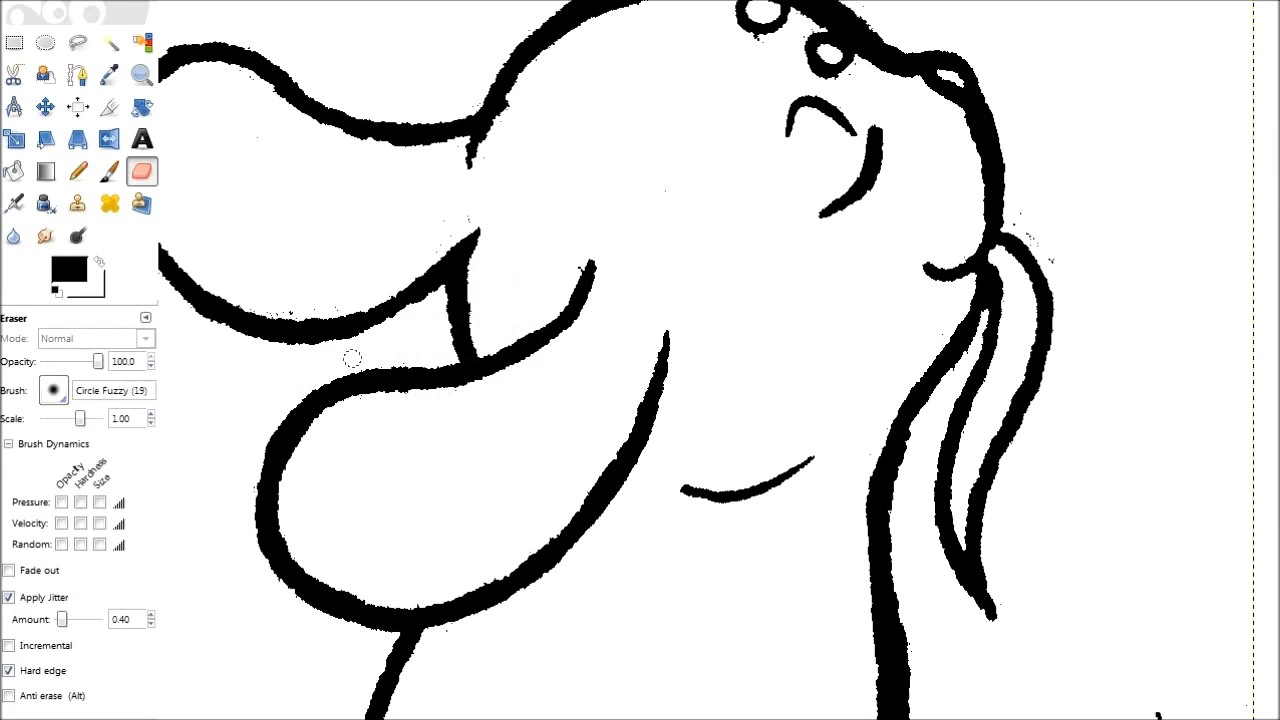 Eraser
Mode: Normal
Opacity: 100.0
Brush: Circle Fuzzy (19)
Scale: 1.00
Brush Dynamics
Opacity Hardness Size
Pressure:
Velocity:
Random:
Fade out
Apply Jitter
Amount: 0.40
Incremental
Hard edge
Anti erase (Alt)